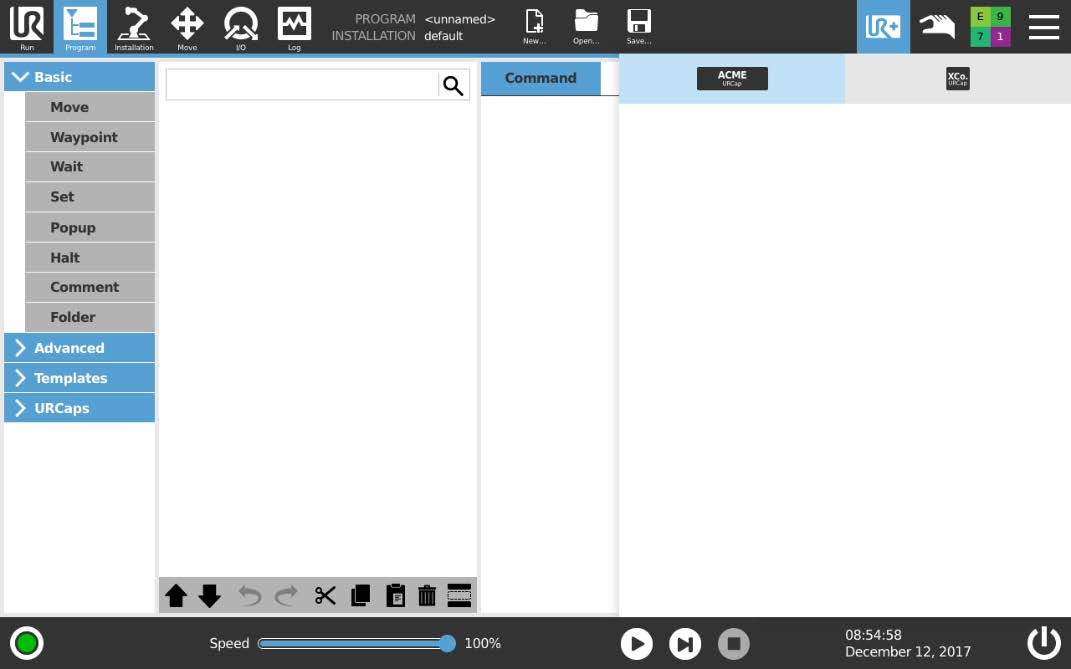 UR
Run
Program
Installation
Move
I/O
Log
PROGRAM <unnamed>
INSTALLATION default
New...
Open...
Save...
UR+
E 9
7 1
Basic
Move
Waypoint
Wait
Set
Popup
Halt
Comment
Folder
Advanced
Templates
URCaps
Command
ACME
URCap
XCo.
URCap
Speed 100%
08:54:58
December 12, 2017